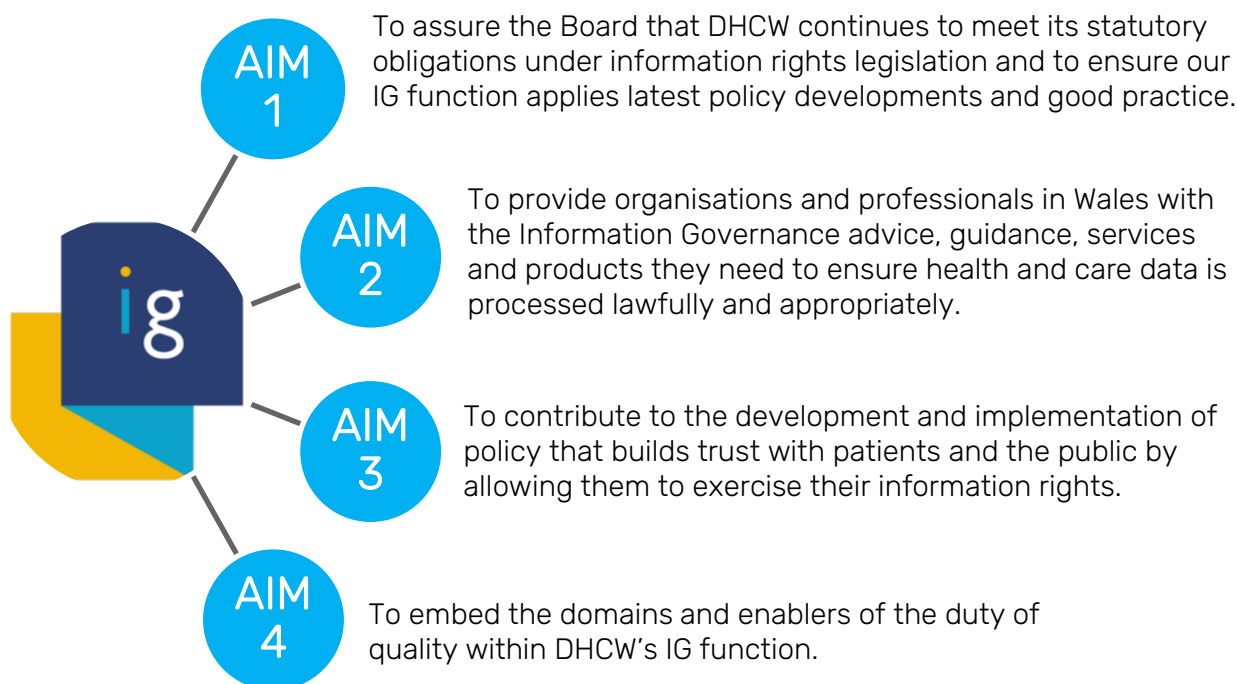 AIM
1
To assure the Board that DHCW continues to meet its statutory
obligations under information rights legislation and to ensure our
IG function applies latest policy developments and good practice.
AIM
2
To provide organisations and professionals in Wales with
the Information Governance advice, guidance, services
and products they need to ensure health and care data is
processed lawfully and appropriately.
ig
AIM
3
To contribute to the development and implementation of
policy that builds trust with patients and the public by
allowing them to exercise their information rights.
AIM
4
To embed the domains and enablers of the duty of
quality within DHCW's IG function.